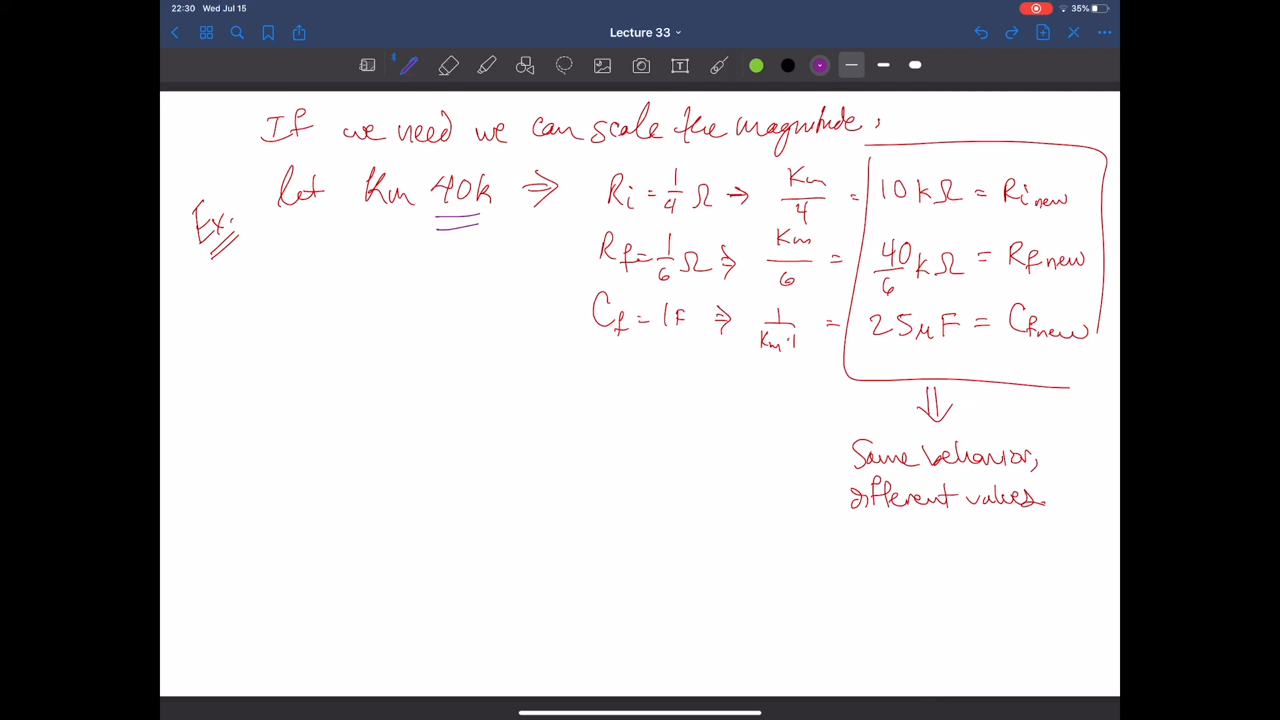 22:30 Wed Jul 15
35%
Lecture 33
If we need we can scale the magnitude.
Ex: let Km 40k ⇒ Ri = 1/4 Ω → Km/4 = 10 kΩ = Ri new
Rf = 1/6 Ω ⇒ Km/6 = 40/6 kΩ = Rf new
Cf = 1F ⇒ 1/Km·1 = 25 μF = Cf new
⇓
Same behavior,
different values.